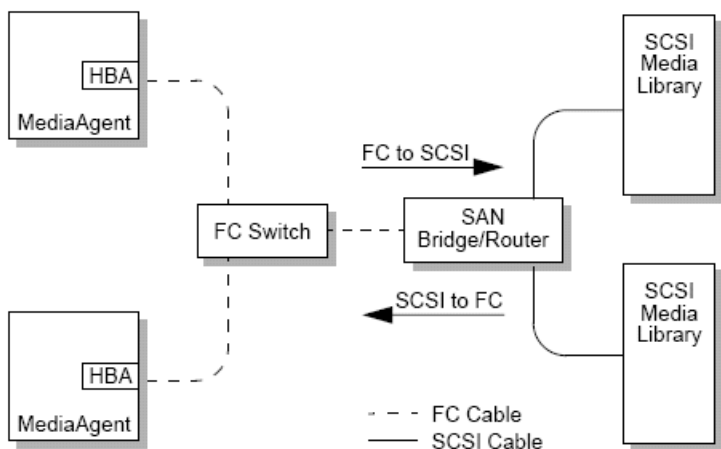 HBA
MediaAgent
SCSI
Media
Library
FC to SCSI
FC Switch
SAN
Bridge/Router
SCSI to FC
SCSI
Media
Library
HBA
MediaAgent
FC Cable
SCSI Cable